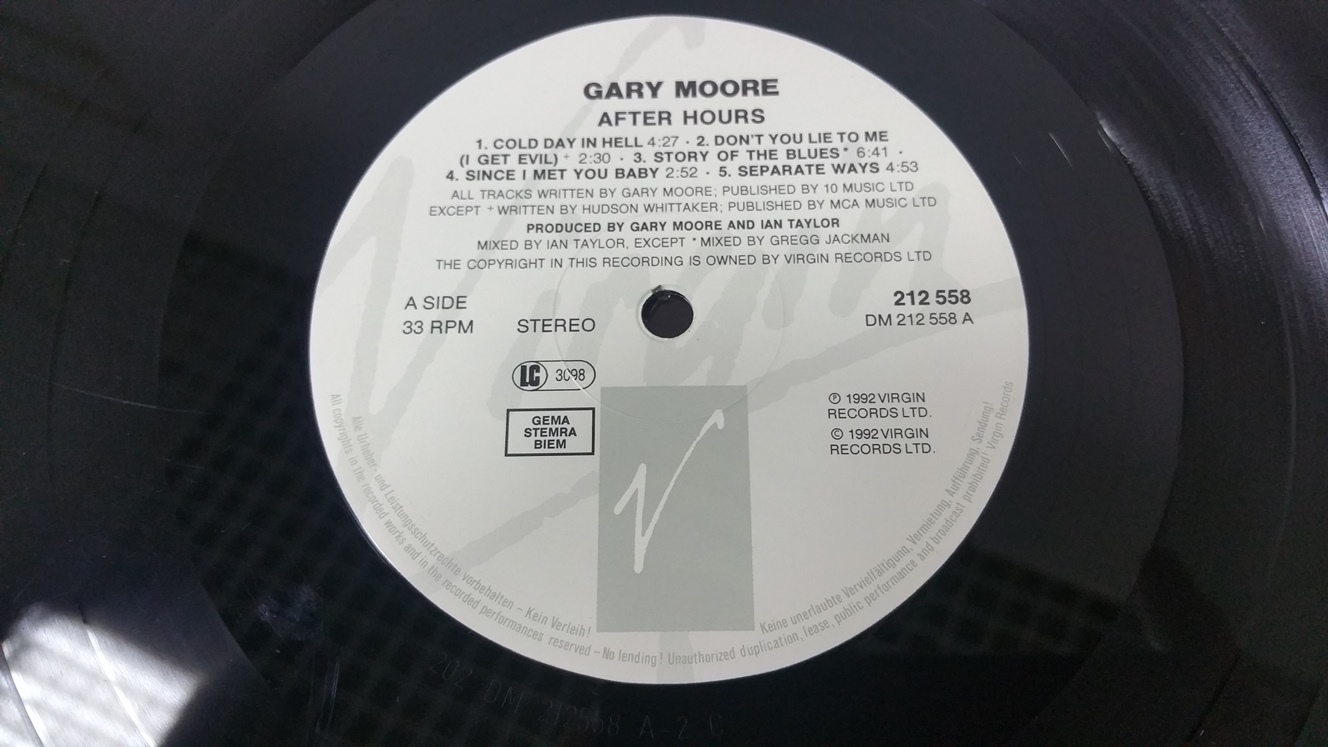 GARY MOORE
AFTER HOURS
1. COLD DAY IN HELL 4:27 · 2. DON'T YOU LIE TO ME
(I GET EVIL) + 2:30 · 3. STORY OF THE BLUES* 6:41 ·
4. SINCE I MET YOU BABY 2:52 · 5. SEPARATE WAYS 4:53
ALL TRACKS WRITTEN BY GARY MOORE; PUBLISHED BY 10 MUSIC LTD
EXCEPT + WRITTEN BY HUDSON WHITTAKER; PUBLISHED BY MCA MUSIC LTD
PRODUCED BY GARY MOORE AND IAN TAYLOR
MIXED BY IAN TAYLOR, EXCEPT * MIXED BY GREGG JACKMAN
THE COPYRIGHT IN THIS RECORDING IS OWNED BY VIRGIN RECORDS LTD
A SIDE
33 RPM STEREO
212 558
DM 212 558 A
LC 3098
GEMA
STEMRA
BIEM
℗ 1992 VIRGIN
RECORDS LTD.
© 1992 VIRGIN
RECORDS LTD.
Virgin
V
Alle Urheber- und Leistungsschutzrechte vorbehalten – Kein Verleih! Keine unerlaubte Vervielfältigung, Vermietung, Aufführung, Sendung!
All copyrights in the recorded works and in the recorded performances reserved – No lending! Unauthorized duplication, lease, public performance and broadcast prohibited! Virgin Records
202 DM 212558 A-2 C